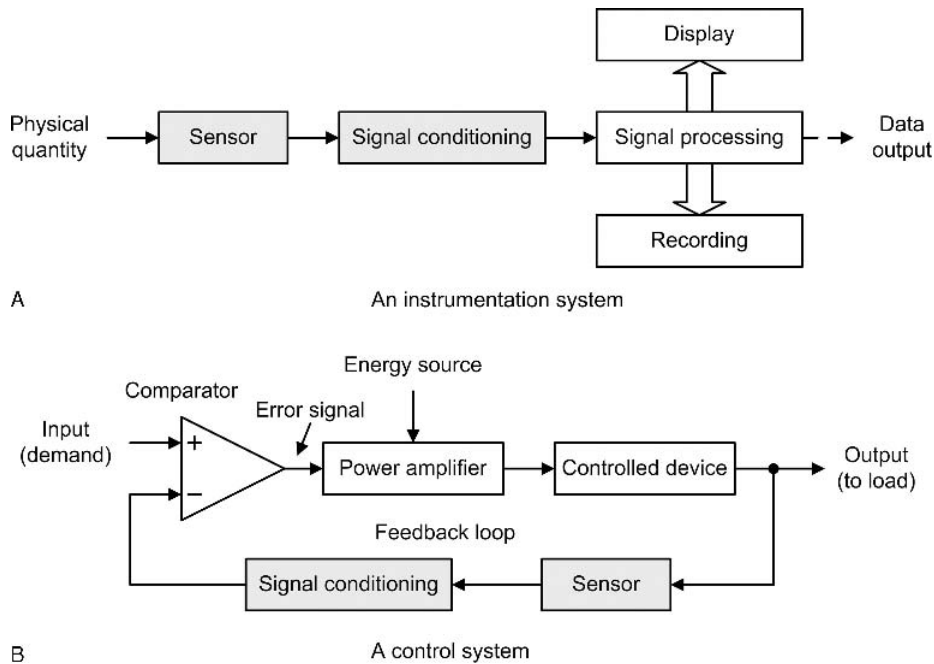 Display
Physical
quantity
Sensor
Signal conditioning
Signal processing
Data
output
Recording
A
An instrumentation system
Energy source
Comparator
Error signal
Input
(demand)
+
−
Power amplifier
Controlled device
Output
(to load)
Feedback loop
Signal conditioning
Sensor
B
A control system